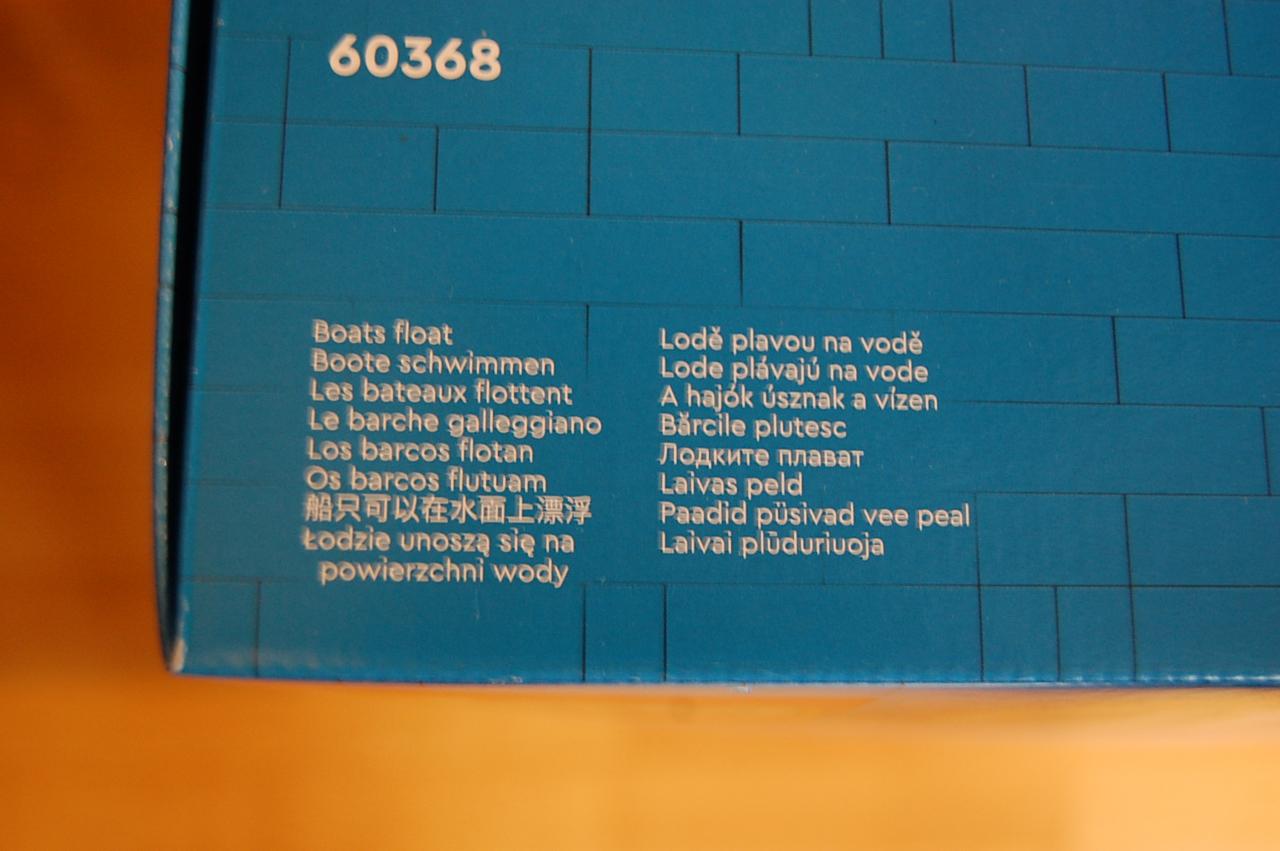 60368
Boats float
Boote schwimmen
Les bateaux flottent
Le barche galleggiano
Los barcos flotan
Os barcos flutuam
船只可以在水面上漂浮
Łodzie unoszą się na
powierzchni wody
Lodě plavou na vodě
Lode plávajú na vode
A hajók úsznak a vízen
Bărcile plutesc
Лодките плават
Laivas peld
Paadid püsivad vee peal
Laivai plūduriuoja